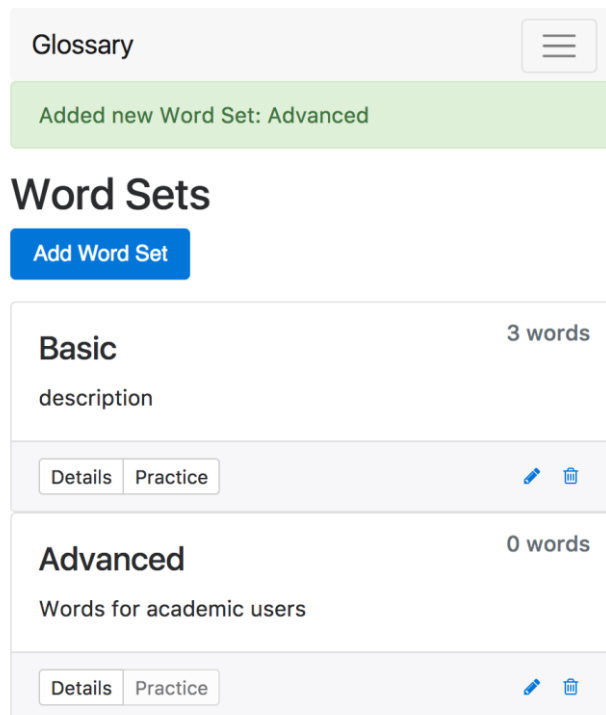 Glossary
Added new Word Set: Advanced
Word Sets
Add Word Set
3 words
Basic
description
Details Practice
0 words
Advanced
Words for academic users
Details Practice